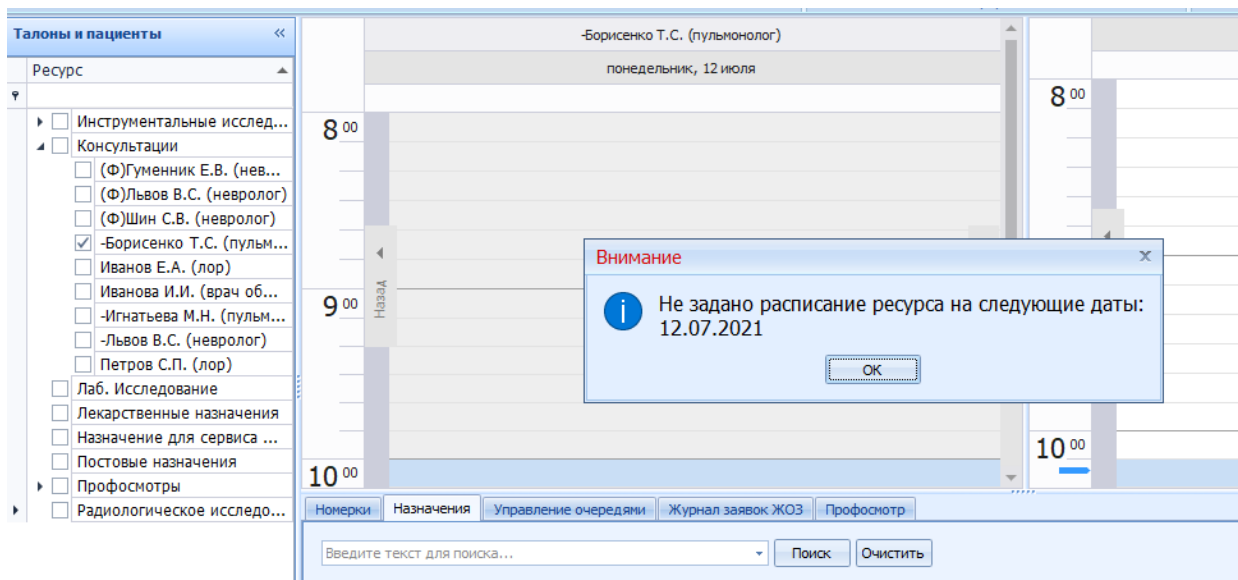 Талоны и пациенты «
Ресурс
Инструментальные исслед...
Консультации
(Ф)Гуменник Е.В. (нев...
(Ф)Львов В.С. (невролог)
(Ф)Шин С.В. (невролог)
-Борисенко Т.С. (пульм...
Иванов Е.А. (лор)
Иванова И.И. (врач об...
-Игнатьева М.Н. (пульм...
-Львов В.С. (невролог)
Петров С.П. (лор)
Лаб. Исследование
Лекарственные назначения
Назначение для сервиса ...
Постовые назначения
Профосмотры
Радиологическое исследо...
-Борисенко Т.С. (пульмонолог)
понедельник, 12 июля
8 00
Назад
9 00
10 00
8 00
10 00
Внимание x
Не задано расписание ресурса на следующие даты:
12.07.2021
ОК
Номерки Назначения Управление очередями Журнал заявок ЖОЗ Профосмотр
Введите текст для поиска... Поиск Очистить